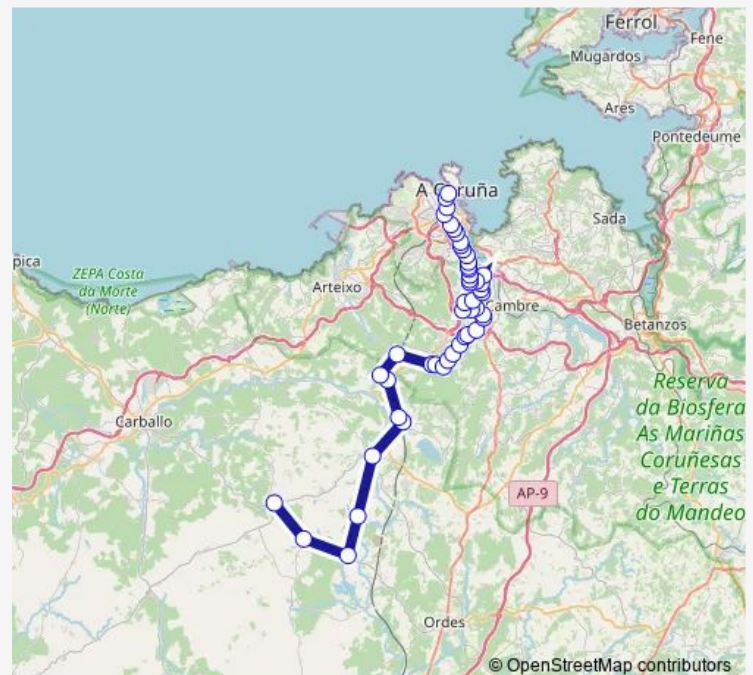 Ferrol
Fene
Mugardos
Ares
Pontedeume
A Coruña
Sada
pica
ZEPA Costa
da Morte
(Norte)
Arteixo
Cambre
Betanzos
Carballo
Reserva
da Biosfera
As Mariñas
Coruñesas
e Terras
do Mandeo
AP-9
Ordes
© OpenStreetMap contributors